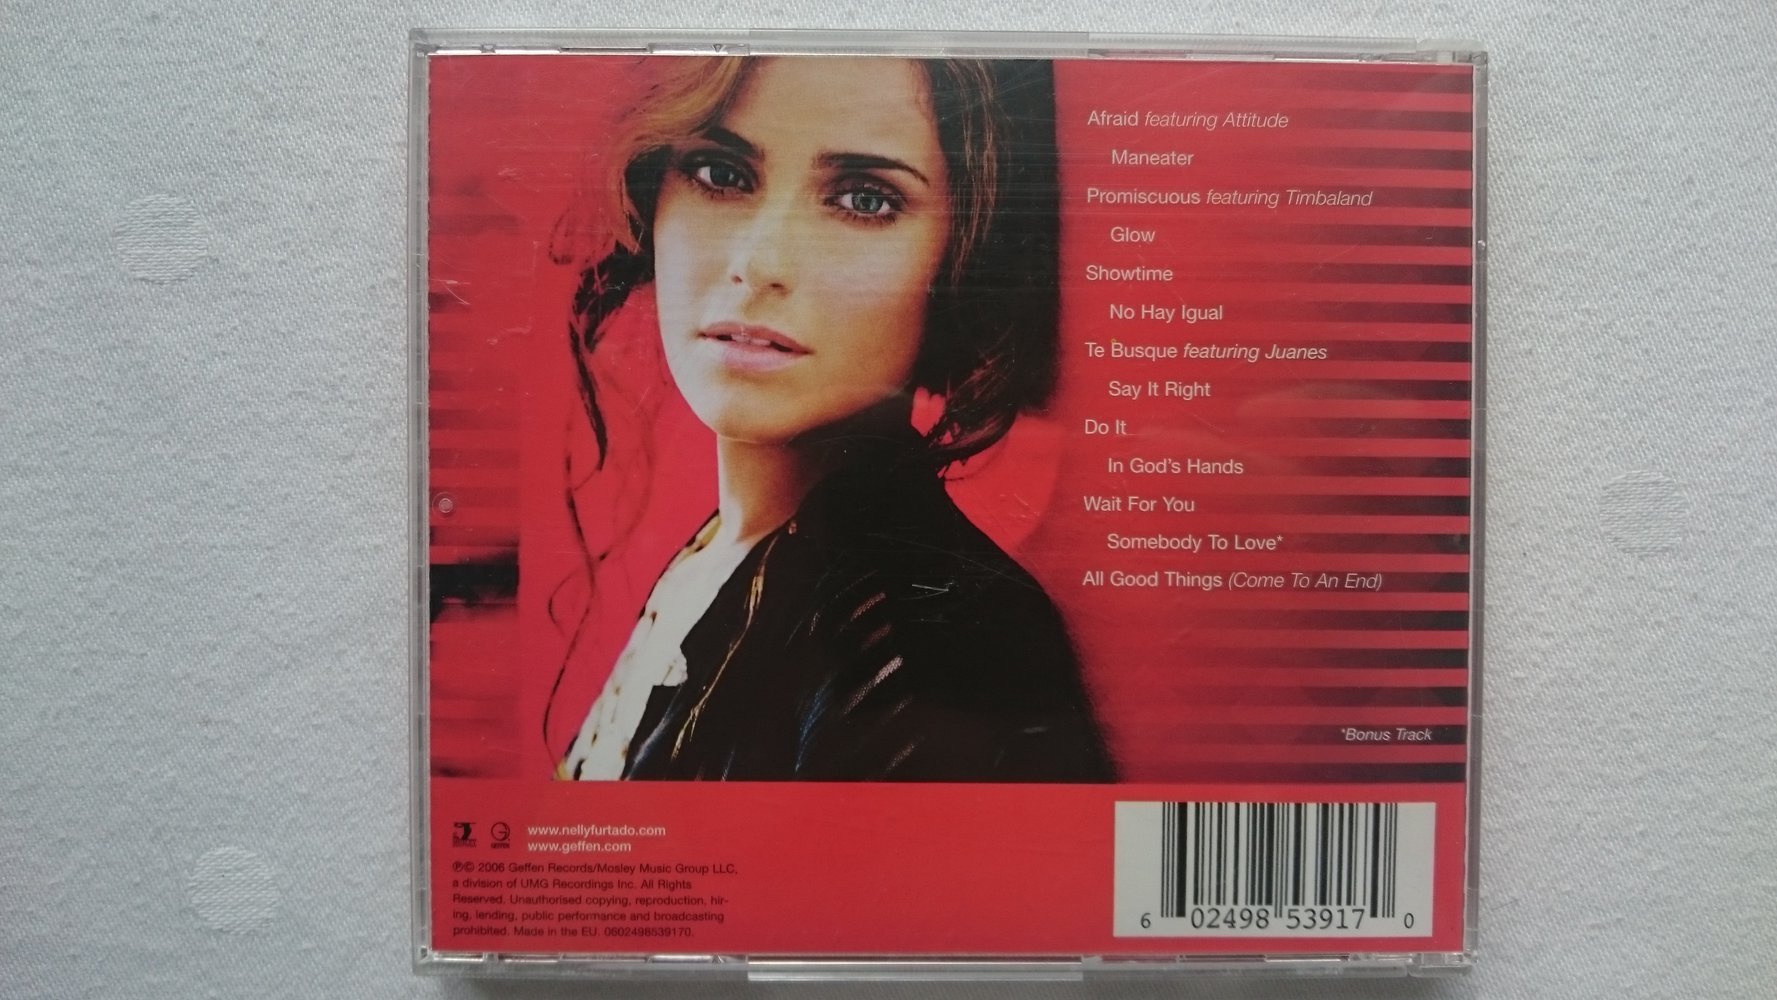 Afraid featuring Attitude
Maneater
Promiscuous featuring Timbaland
Glow
Showtime
No Hay Igual
Te Busque featuring Juanes
Say It Right
Do It
In God's Hands
Wait For You
Somebody To Love*
All Good Things (Come To An End)
*Bonus Track
www.nellyfurtado.com
www.geffen.com
GEFFEN
℗© 2006 Geffen Records/Mosley Music Group LLC,
a division of UMG Recordings Inc. All Rights
Reserved. Unauthorised copying, reproduction, hir-
ing, lending, public performance and broadcasting
prohibited. Made in the EU. 0602498539170.
6 02498 53917 0